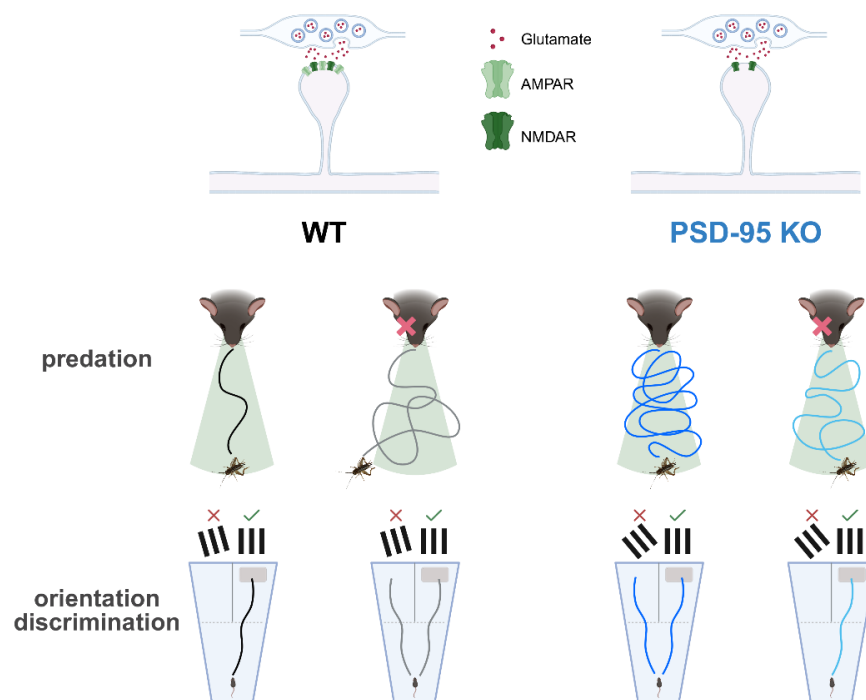 Glutamate
AMPAR
NMDAR
WT
PSD-95 KO
predation
orientation
discrimination